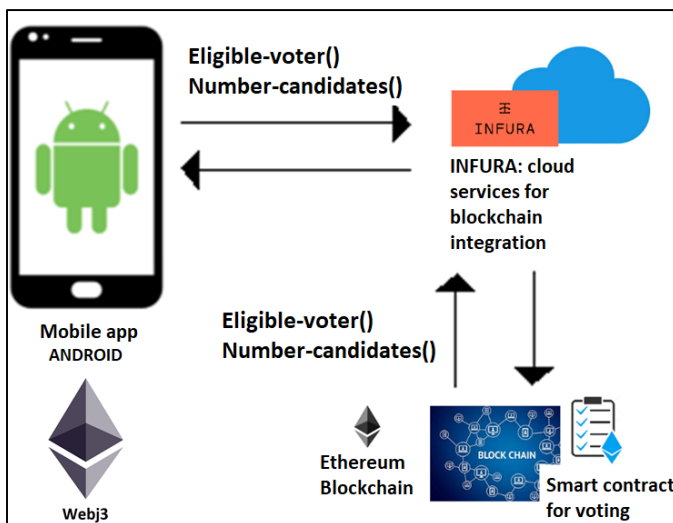 Eligible-voter()
Number-candidates()
INFURA
INFURA: cloud
services for
blockchain
integration
Mobile app
ANDROID
Eligible-voter()
Number-candidates()
Webj3
Ethereum
Blockchain
BLOCK CHAIN
Smart contract
for voting